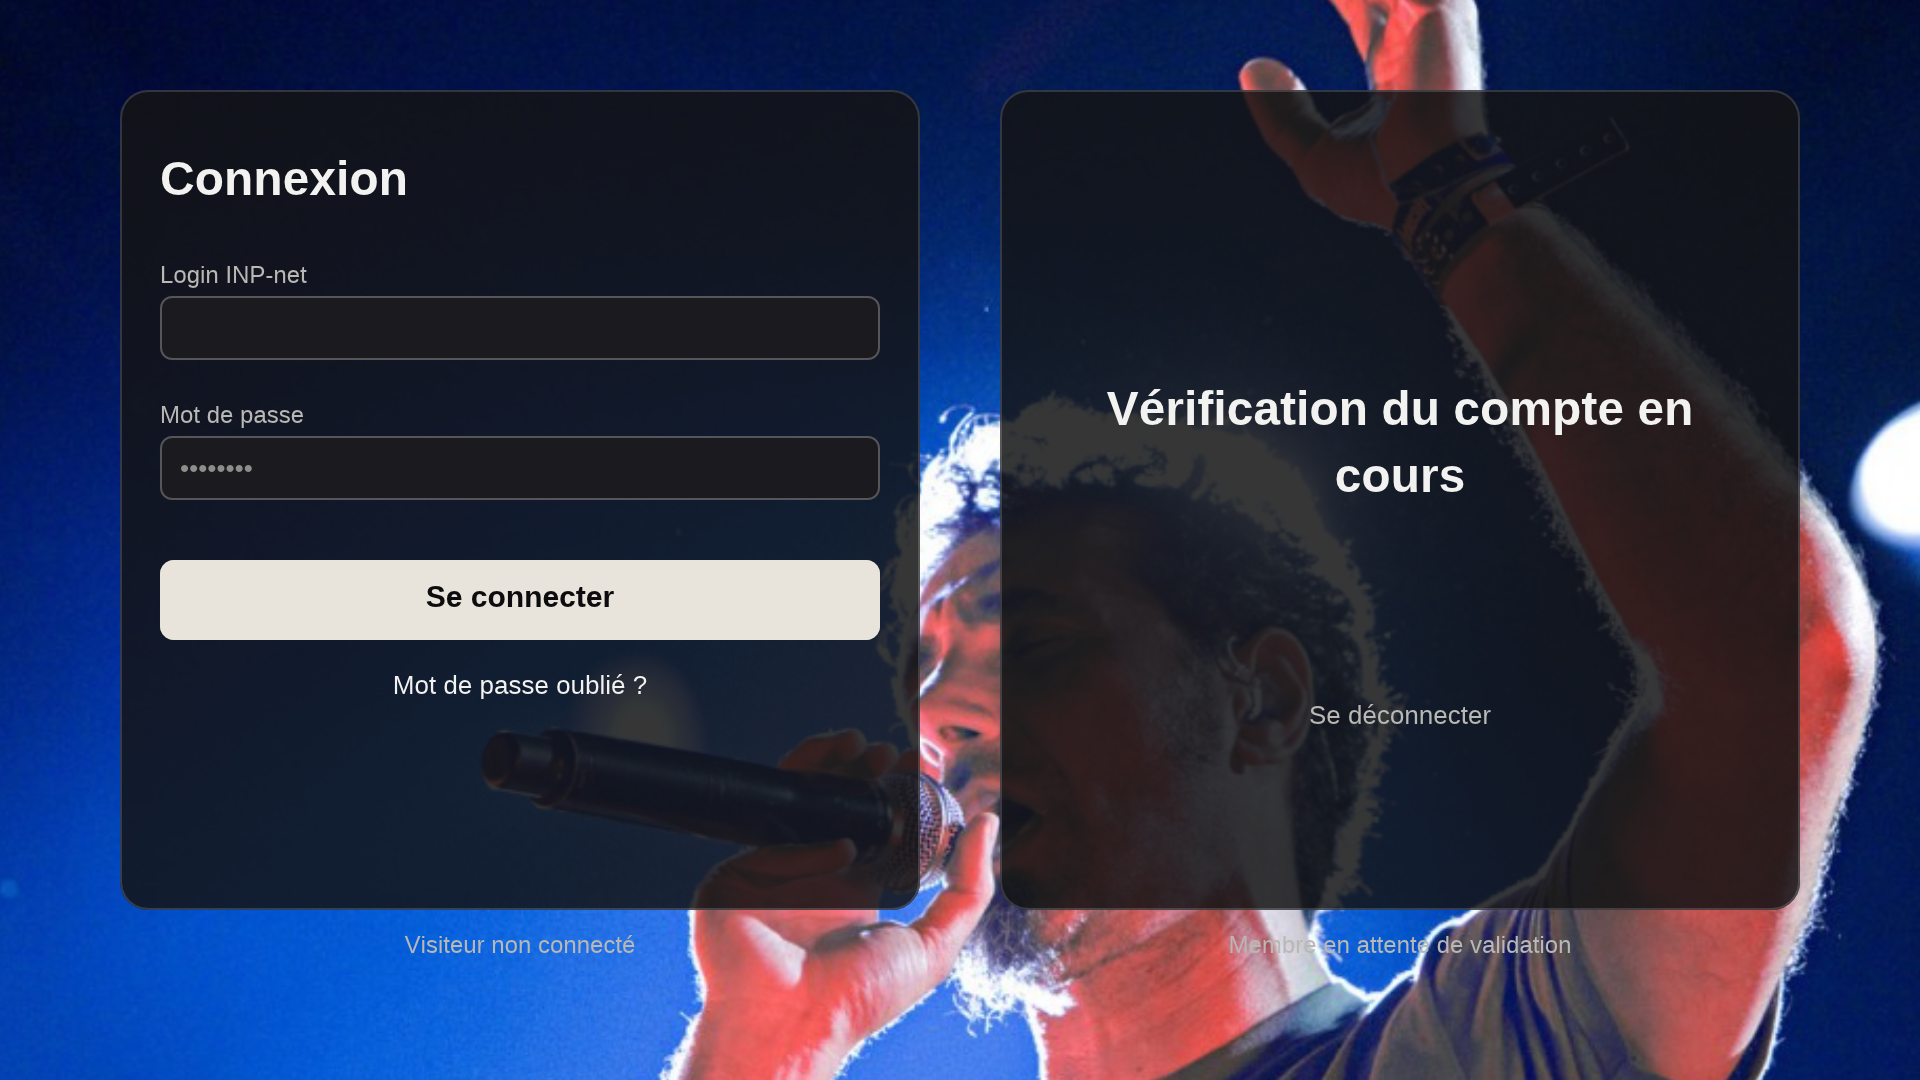 Connexion
Login INP-net
Mot de passe
••••••••
Se connecter
Mot de passe oublié ?
Visiteur non connecté
Vérification du compte en
cours
Se déconnecter
Membre en attente de validation